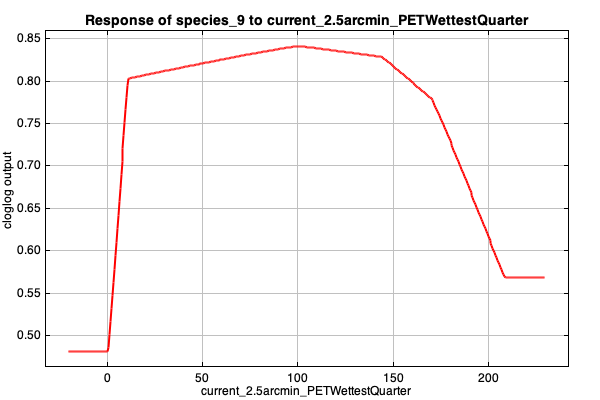 Response of species_9 to current_2.5arcmin_PETWettestQuarter
0.85
0.80
0.75
0.70
0.65
0.60
0.55
0.50
cloglog output
0 50 100 150 200
current_2.5arcmin_PETWettestQuarter